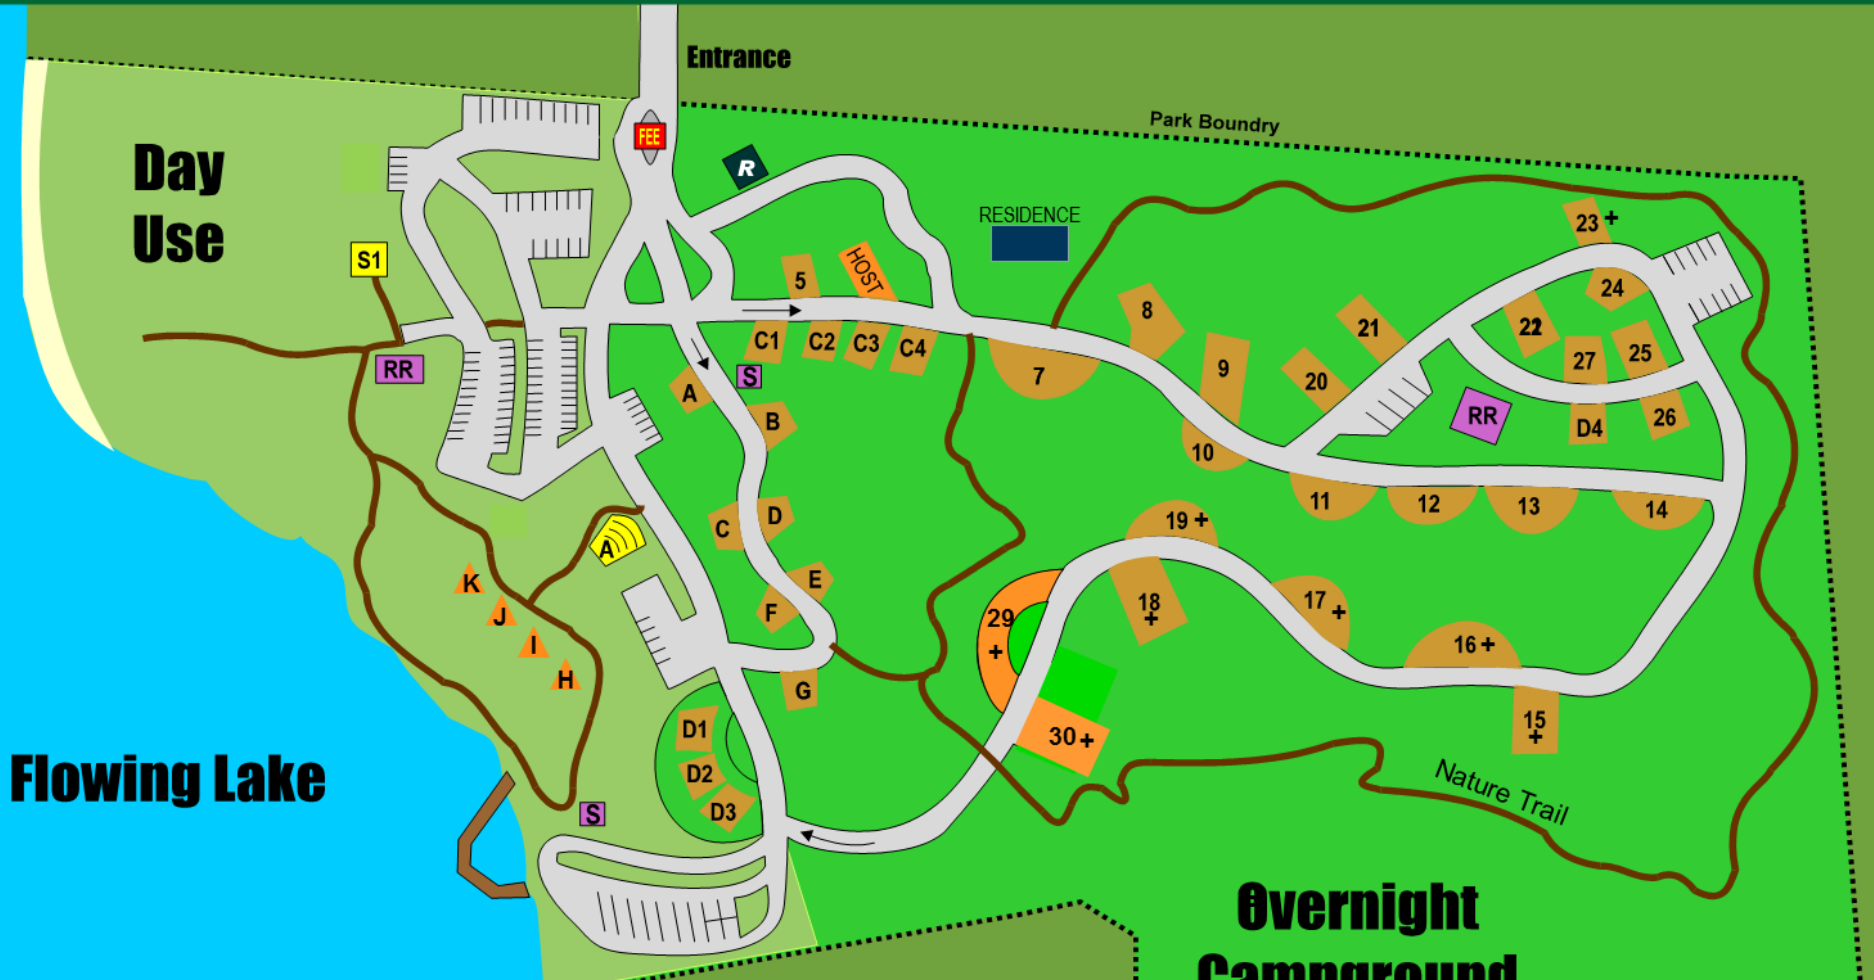 Entrance
FEE
Park Boundry
Day
Use
R
RESIDENCE
S1
5
HOST
C1
C2
C3
C4
RR
S
A
B
7
8
9
10
20
21
22
23+
24
25
27
26
D4
RR
11
12
13
14
C
D
A
E
F
K
J
I
H
G
19+
18
+
17+
16+
15
+
29
+
30+
D1
D2
D3
S
Flowing Lake
Nature Trail
Overnight
Campground